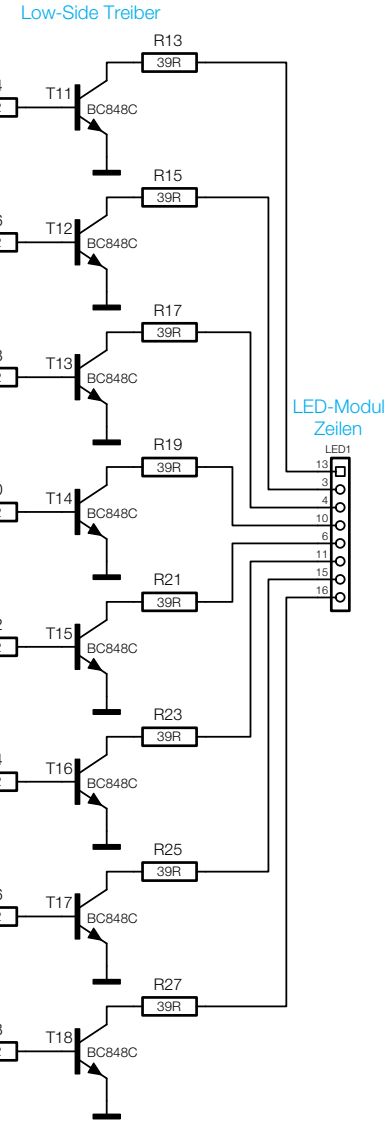 Low-Side Treiber
R13
39R
T11
BC848C
R15
39R
T12
BC848C
R17
39R
T13
BC848C
R19
39R
T14
BC848C
R21
39R
T15
BC848C
R23
39R
T16
BC848C
R25
39R
T17
BC848C
R27
39R
T18
BC848C
LED-Modul
Zeilen
LED1
13
3
4
10
6
11
15
16